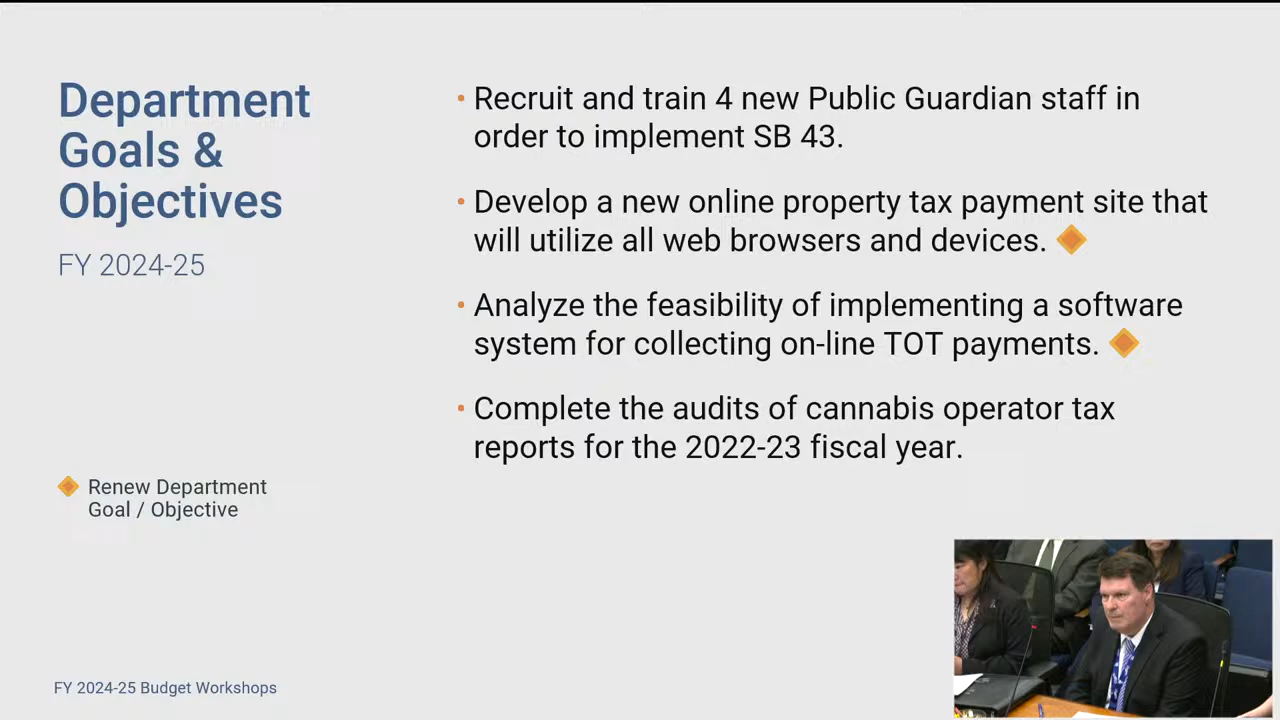 Department
Goals &
Objectives
FY 2024-25
Renew Department
Goal / Objective
• Recruit and train 4 new Public Guardian staff in
order to implement SB 43.
• Develop a new online property tax payment site that
will utilize all web browsers and devices.
• Analyze the feasibility of implementing a software
system for collecting on-line TOT payments.
• Complete the audits of cannabis operator tax
reports for the 2022-23 fiscal year.
FY 2024-25 Budget Workshops